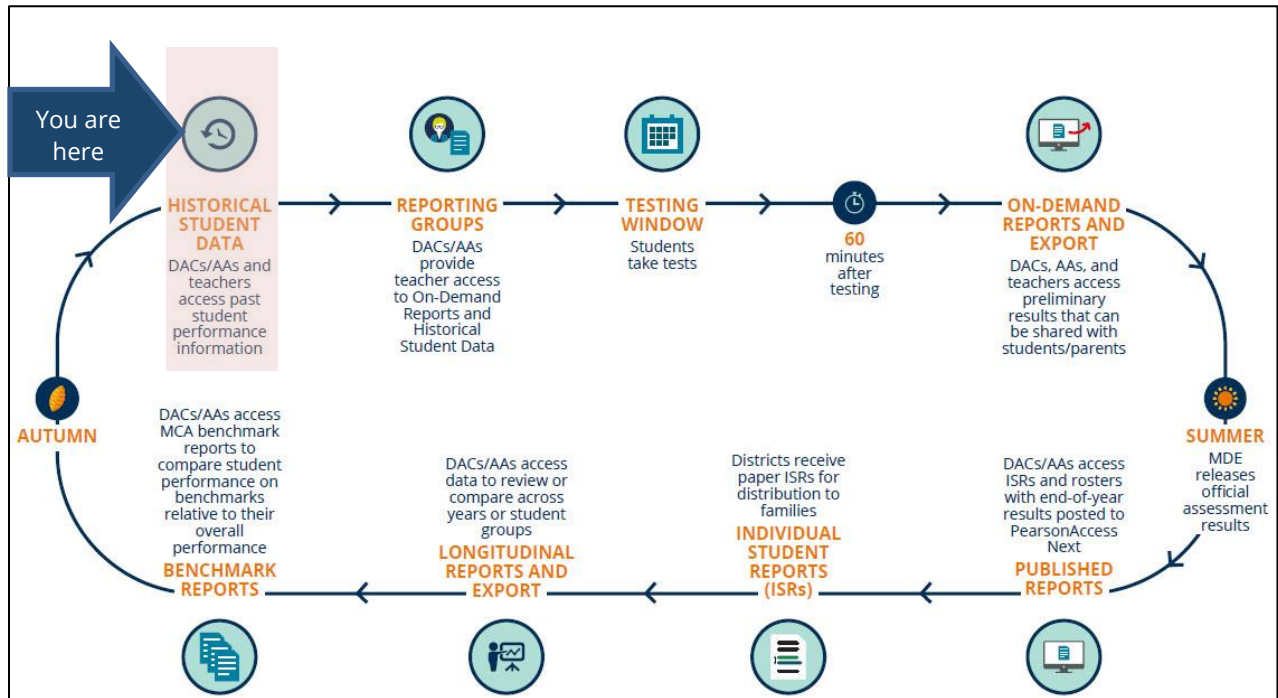 You are
here
HISTORICAL
STUDENT
DATA
DACs/AAs and
teachers
access past
student
performance
information
REPORTING
GROUPS
DACs/AAs
provide
teacher access
to On-Demand
Reports and
Historical
Student Data
TESTING
WINDOW
Students
take tests
60
minutes
after
testing
ON-DEMAND
REPORTS AND
EXPORT
DACs, AAs, and
teachers access
preliminary
results that can
be shared with
students/parents
SUMMER
MDE
releases
official
assessment
results
DACs/AAs access
ISRs and rosters
with end-of-year
results posted to
PearsonAccess
Next
PUBLISHED
REPORTS
Districts receive
paper ISRs for
distribution to
families
INDIVIDUAL
STUDENT
REPORTS
(ISRs)
DACs/AAs access
data to review or
compare across
years or student
groups
LONGITUDINAL
REPORTS AND
EXPORT
DACs/AAs access
MCA benchmark
reports to
compare student
performance on
benchmarks
relative to their
overall
performance
BENCHMARK
REPORTS
AUTUMN